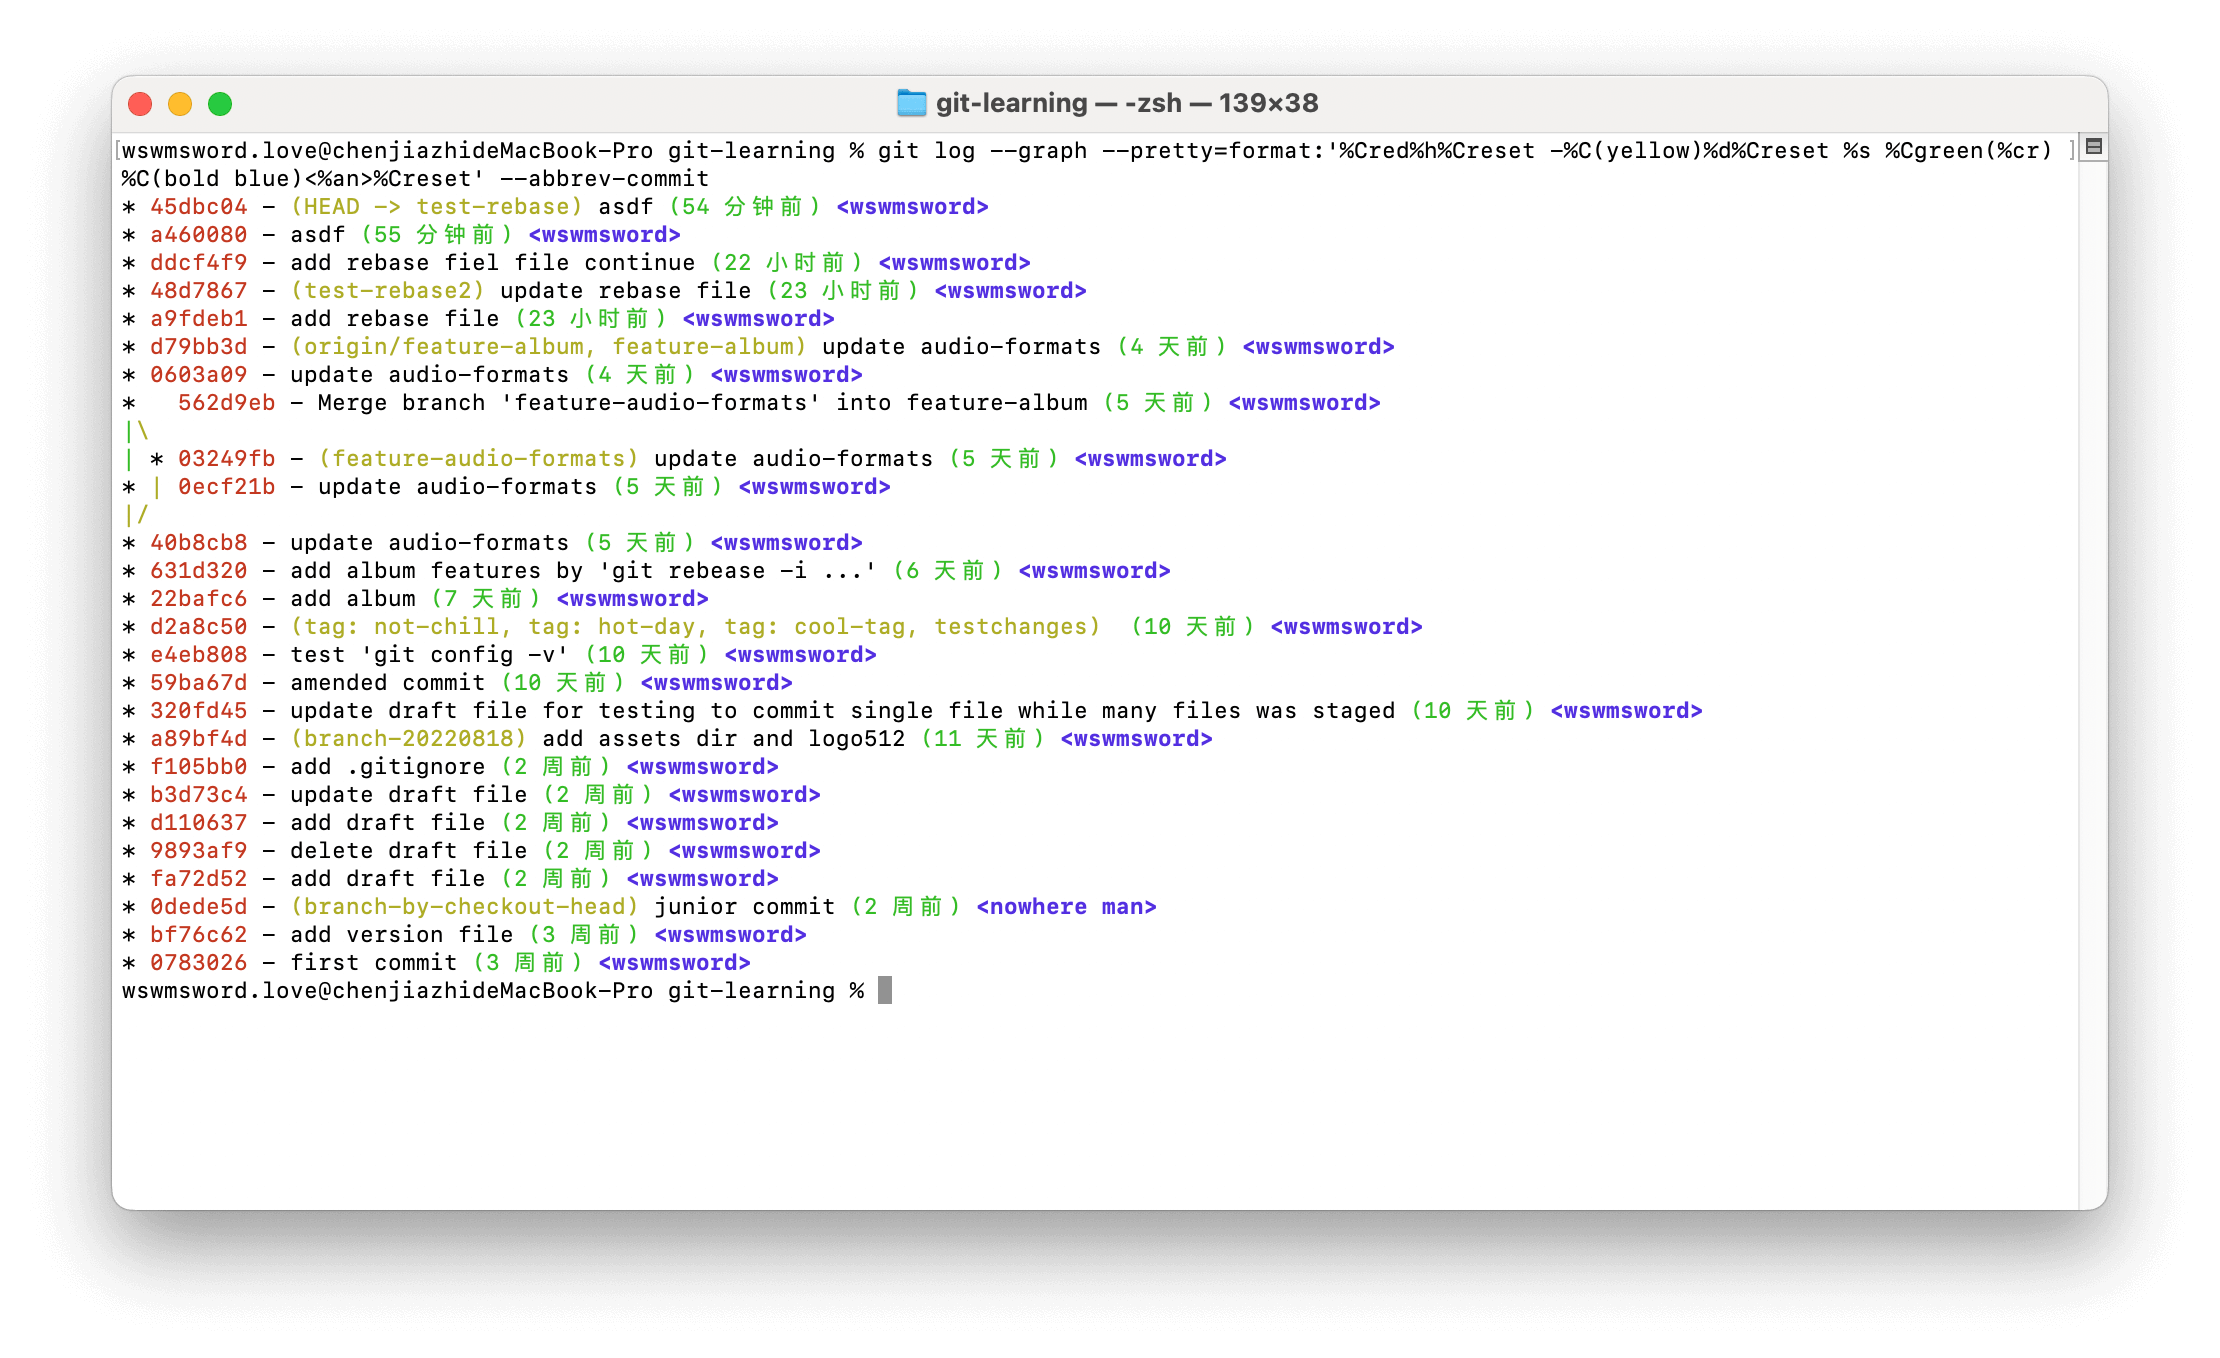 git-learning — -zsh — 139×38
wswmsword.love@chenjiazhideMacBook-Pro git-learning % git log --graph --pretty=format:'%Cred%h%Creset -%C(yellow)%d%Creset %s %Cgreen(%cr)
%C(bold blue)<%an>%Creset' --abbrev-commit
* 45dbc04 - (HEAD -> test-rebase) asdf (54 分钟前) <wswmsword>
* a460080 - asdf (55 分钟前) <wswmsword>
* ddcf4f9 - add rebase fiel file continue (22 小时前) <wswmsword>
* 48d7867 - (test-rebase2) update rebase file (23 小时前) <wswmsword>
* a9fdeb1 - add rebase file (23 小时前) <wswmsword>
* d79bb3d - (origin/feature-album, feature-album) update audio-formats (4 天前) <wswmsword>
* 0603a09 - update audio-formats (4 天前) <wswmsword>
*   562d9eb - Merge branch 'feature-audio-formats' into feature-album (5 天前) <wswmsword>
|\
| * 03249fb - (feature-audio-formats) update audio-formats (5 天前) <wswmsword>
* | 0ecf21b - update audio-formats (5 天前) <wswmsword>
|/
* 40b8cb8 - update audio-formats (5 天前) <wswmsword>
* 631d320 - add album features by 'git rebease -i ...' (6 天前) <wswmsword>
* 22bafc6 - add album (7 天前) <wswmsword>
* d2a8c50 - (tag: not-chill, tag: hot-day, tag: cool-tag, testchanges)  (10 天前) <wswmsword>
* e4eb808 - test 'git config -v' (10 天前) <wswmsword>
* 59ba67d - amended commit (10 天前) <wswmsword>
* 320fd45 - update draft file for testing to commit single file while many files was staged (10 天前) <wswmsword>
* a89bf4d - (branch-20220818) add assets dir and logo512 (11 天前) <wswmsword>
* f105bb0 - add .gitignore (2 周前) <wswmsword>
* b3d73c4 - update draft file (2 周前) <wswmsword>
* d110637 - add draft file (2 周前) <wswmsword>
* 9893af9 - delete draft file (2 周前) <wswmsword>
* fa72d52 - add draft file (2 周前) <wswmsword>
* 0dede5d - (branch-by-checkout-head) junior commit (2 周前) <nowhere man>
* bf76c62 - add version file (3 周前) <wswmsword>
* 0783026 - first commit (3 周前) <wswmsword>
wswmsword.love@chenjiazhideMacBook-Pro git-learning %